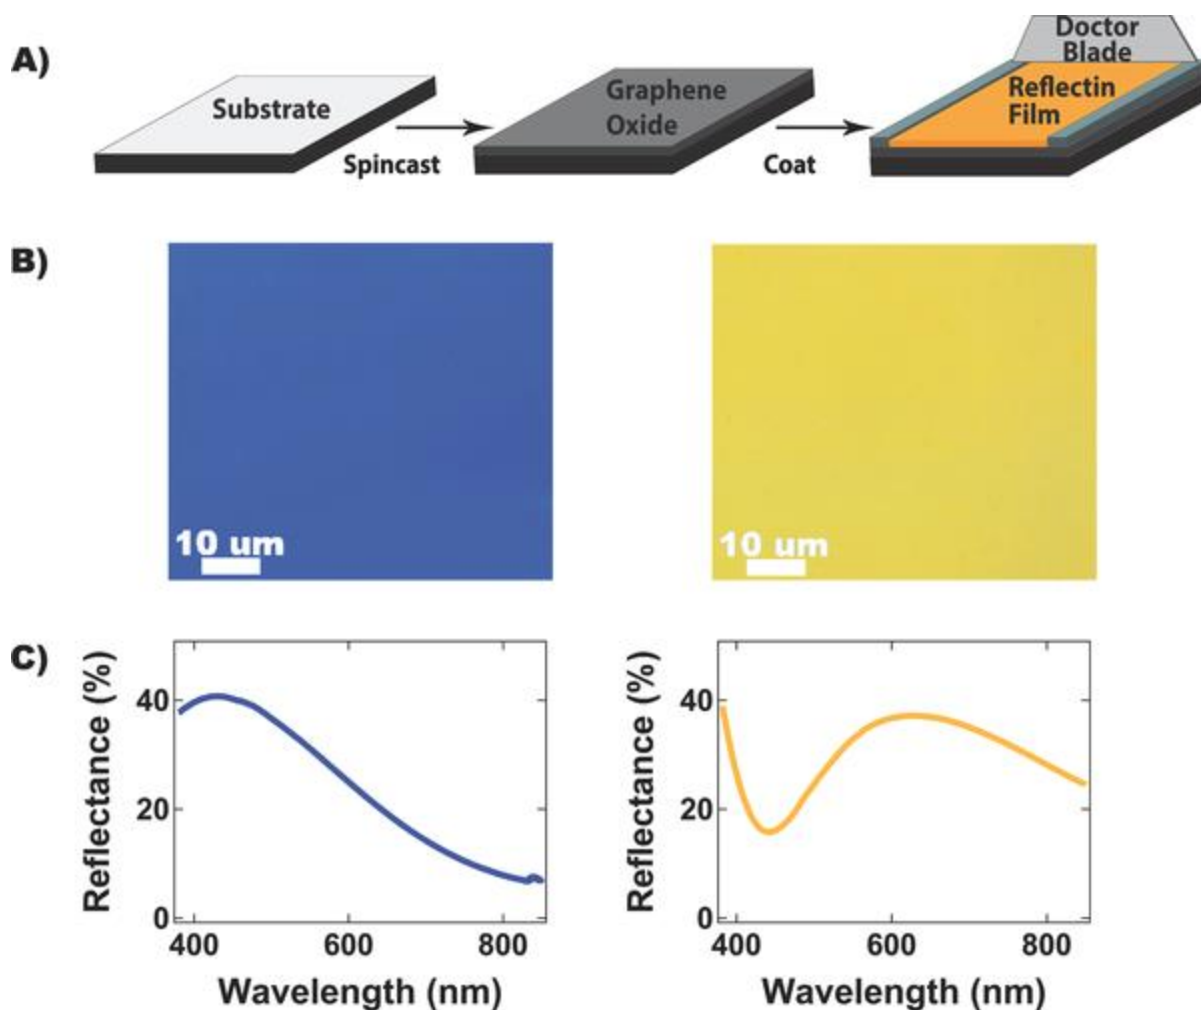 A)
Substrate
Spincast
Graphene
Oxide
Coat
Doctor
Blade
Reflectin
Film
B)
10 um
10 um
C)
Reflectance (%)
40
20
0
400 600 800
Wavelength (nm)
Reflectance (%)
40
20
0
400 600 800
Wavelength (nm)